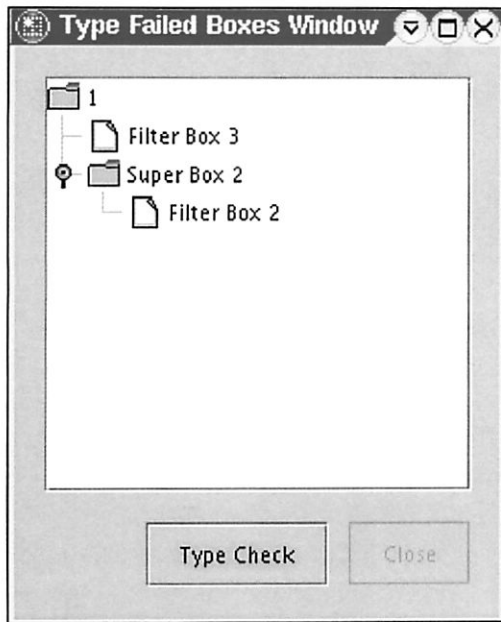 Type Failed Boxes Window
1
Filter Box 3
Super Box 2
Filter Box 2
Type Check
Close